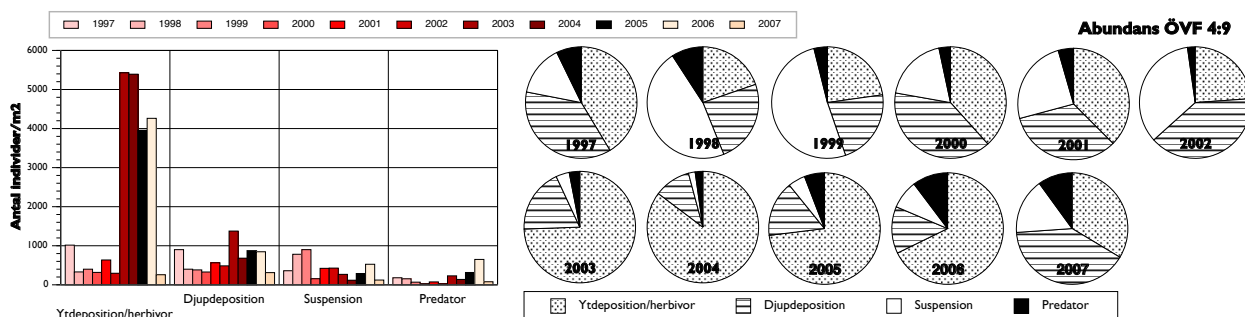 1997 1998 1999 2000 2001 2002 2003 2004 2005 2006 2007
Abundans ÖVF 4:9
Antal individer/m2
6000
5000
4000
3000
2000
1000
0
Ytdeposition/herbivor
Djupdeposition
Suspension
Predator
1997
1998
1999
2000
2001
2002
2003
2004
2005
2006
2007
Ytdeposition/herbivor Djupdeposition Suspension Predator